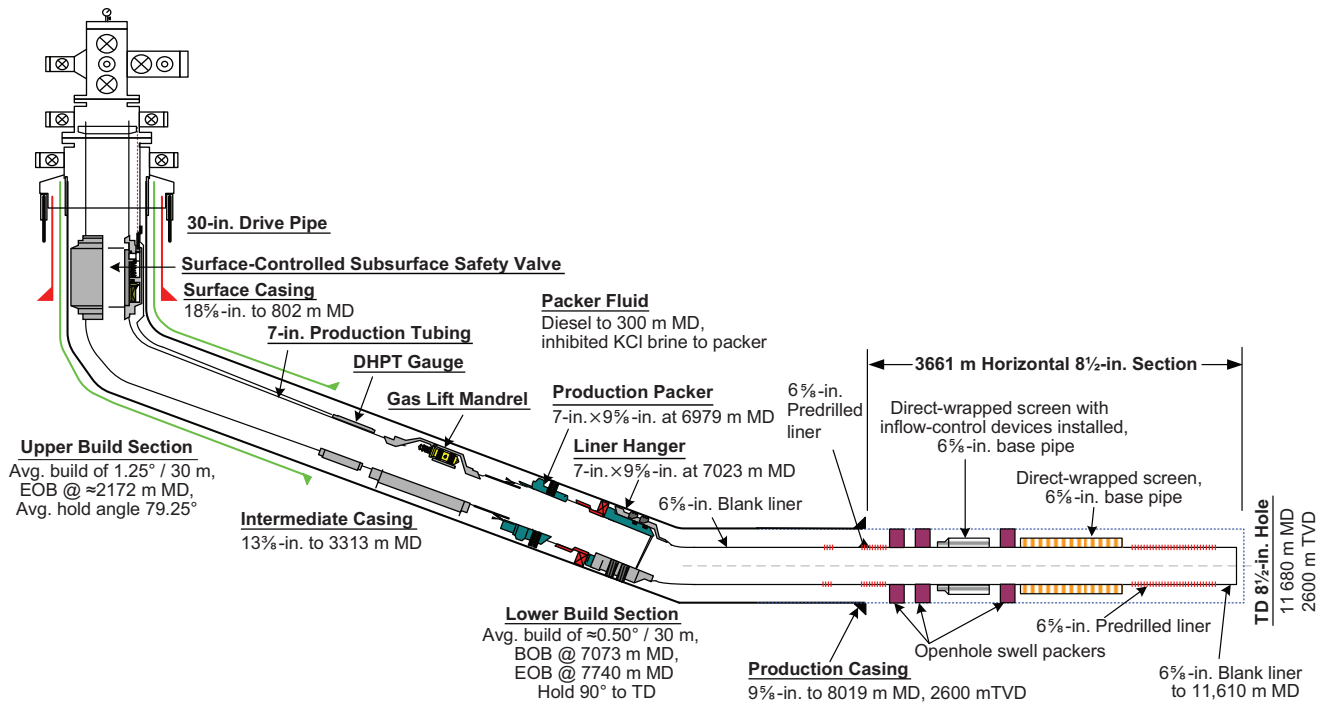 30-in. Drive Pipe
Surface-Controlled Subsurface Safety Valve
Surface Casing
18⅝-in. to 802 m MD
7-in. Production Tubing
DHPT Gauge
Gas Lift Mandrel
Packer Fluid
Diesel to 300 m MD,
inhibited KCl brine to packer
Production Packer
7-in.×9⅝-in. at 6979 m MD
Liner Hanger
7-in.×9⅝-in. at 7023 m MD
6⅝-in. Blank liner
6⅝-in.
Predrilled
liner
3661 m Horizontal 8½-in. Section
Direct-wrapped screen with
inflow-control devices installed,
6⅝-in. base pipe
Direct-wrapped screen,
6⅝-in. base pipe
Upper Build Section
Avg. build of 1.25° / 30 m,
EOB @ ≈2172 m MD,
Avg. hold angle 79.25°
Intermediate Casing
13⅜-in. to 3313 m MD
Lower Build Section
Avg. build of ≈0.50° / 30 m,
BOB @ 7073 m MD,
EOB @ 7740 m MD
Hold 90° to TD
Production Casing
9⅝-in. to 8019 m MD, 2600 mTVD
Openhole swell packers
6⅝-in. Predrilled liner
6⅝-in. Blank liner
to 11,610 m MD
TD 8½-in. Hole
11 680 m MD
2600 m TVD